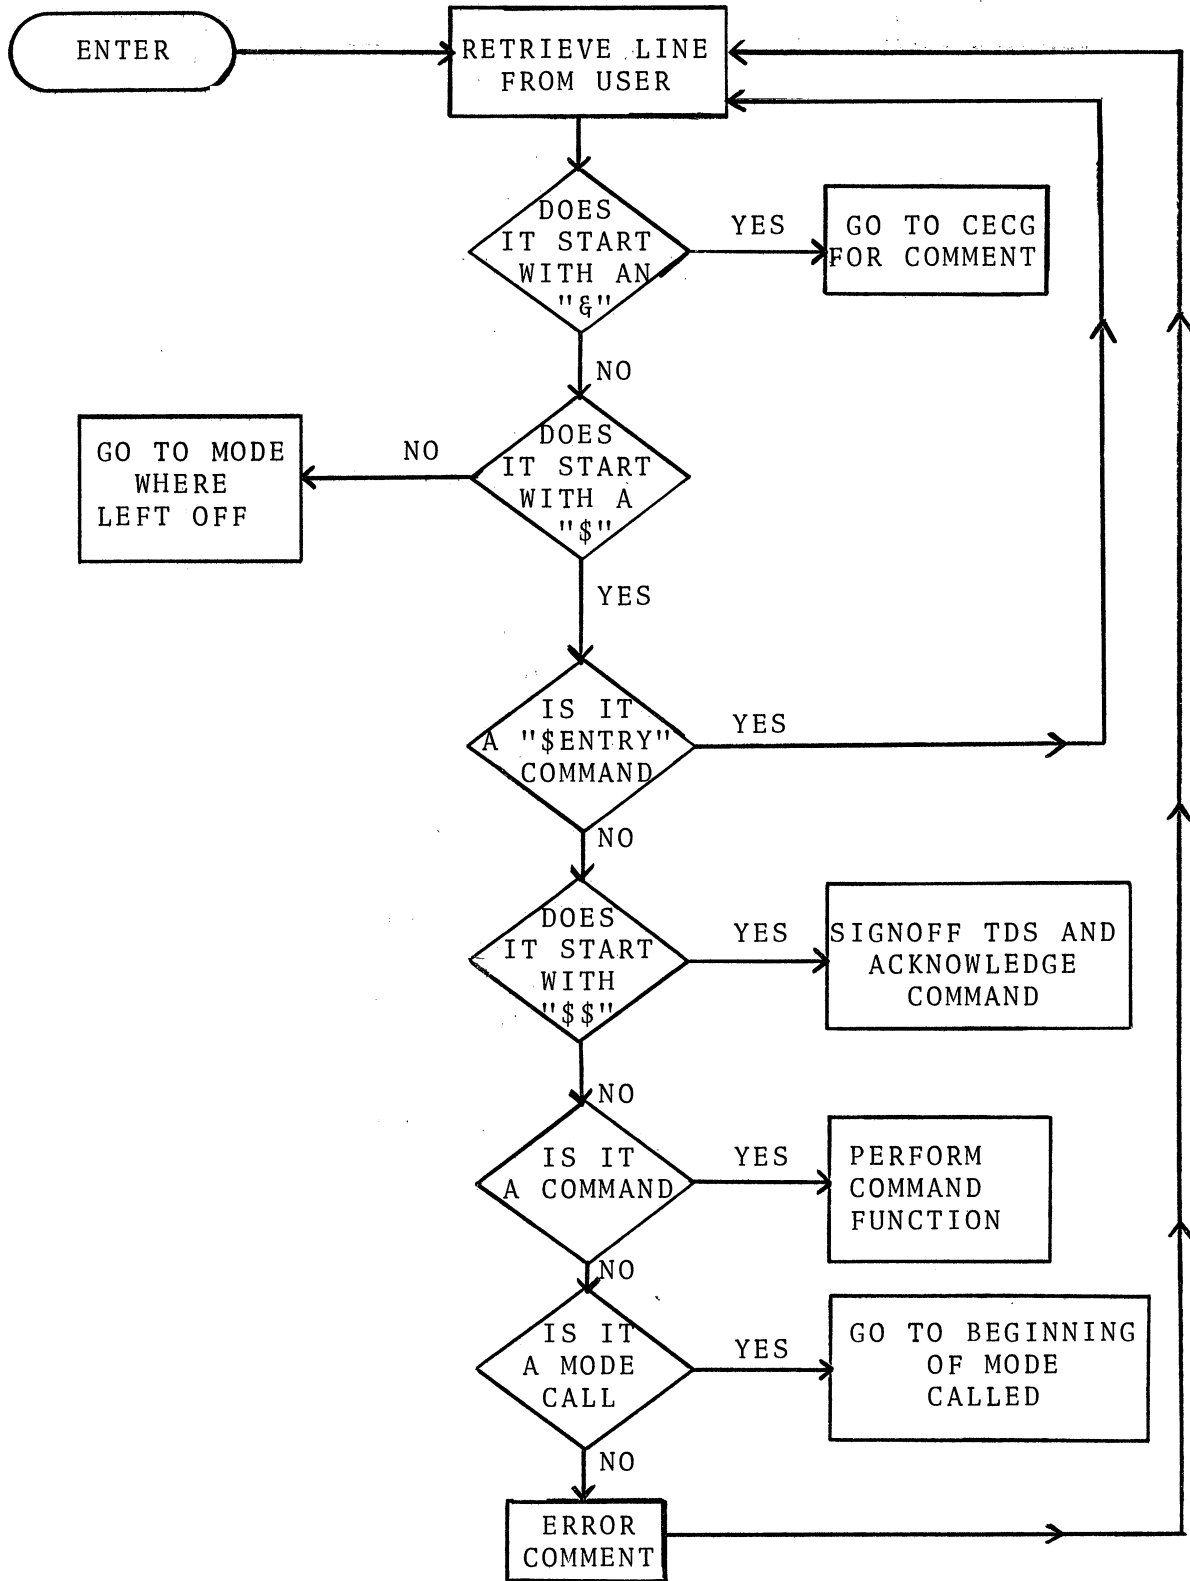 ENTER
RETRIEVE LINE
FROM USER
DOES
IT START
WITH AN
"&"
YES
GO TO CECG
FOR COMMENT
NO
DOES
IT START
WITH A
"$"
NO
GO TO MODE
WHERE
LEFT OFF
YES
IS IT
A "$ENTRY"
COMMAND
YES
NO
DOES
IT START
WITH
"$$"
YES
SIGNOFF TDS AND
ACKNOWLEDGE
COMMAND
NO
IS IT
A COMMAND
YES
PERFORM
COMMAND
FUNCTION
NO
IS IT
A MODE
CALL
YES
GO TO BEGINNING
OF MODE
CALLED
NO
ERROR
COMMENT